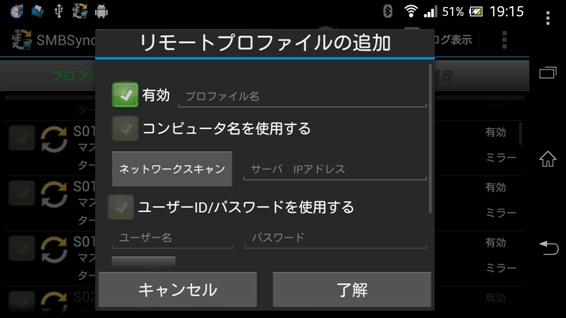 51% 19:15
SMBSync
ログ表示
リモートプロファイルの追加
プロファ
履歴
有効 プロファイル名
コンピュータ名を使用する
ネットワークスキャン サーバ IPアドレス
ユーザーID/パスワードを使用する
ユーザー名 パスワード
キャンセル 了解
S01
マス
ター
有効
ミラー
S01
マス
ター
有効
ミラー
S01
マス
ター
有効
ミラー
S02
無効